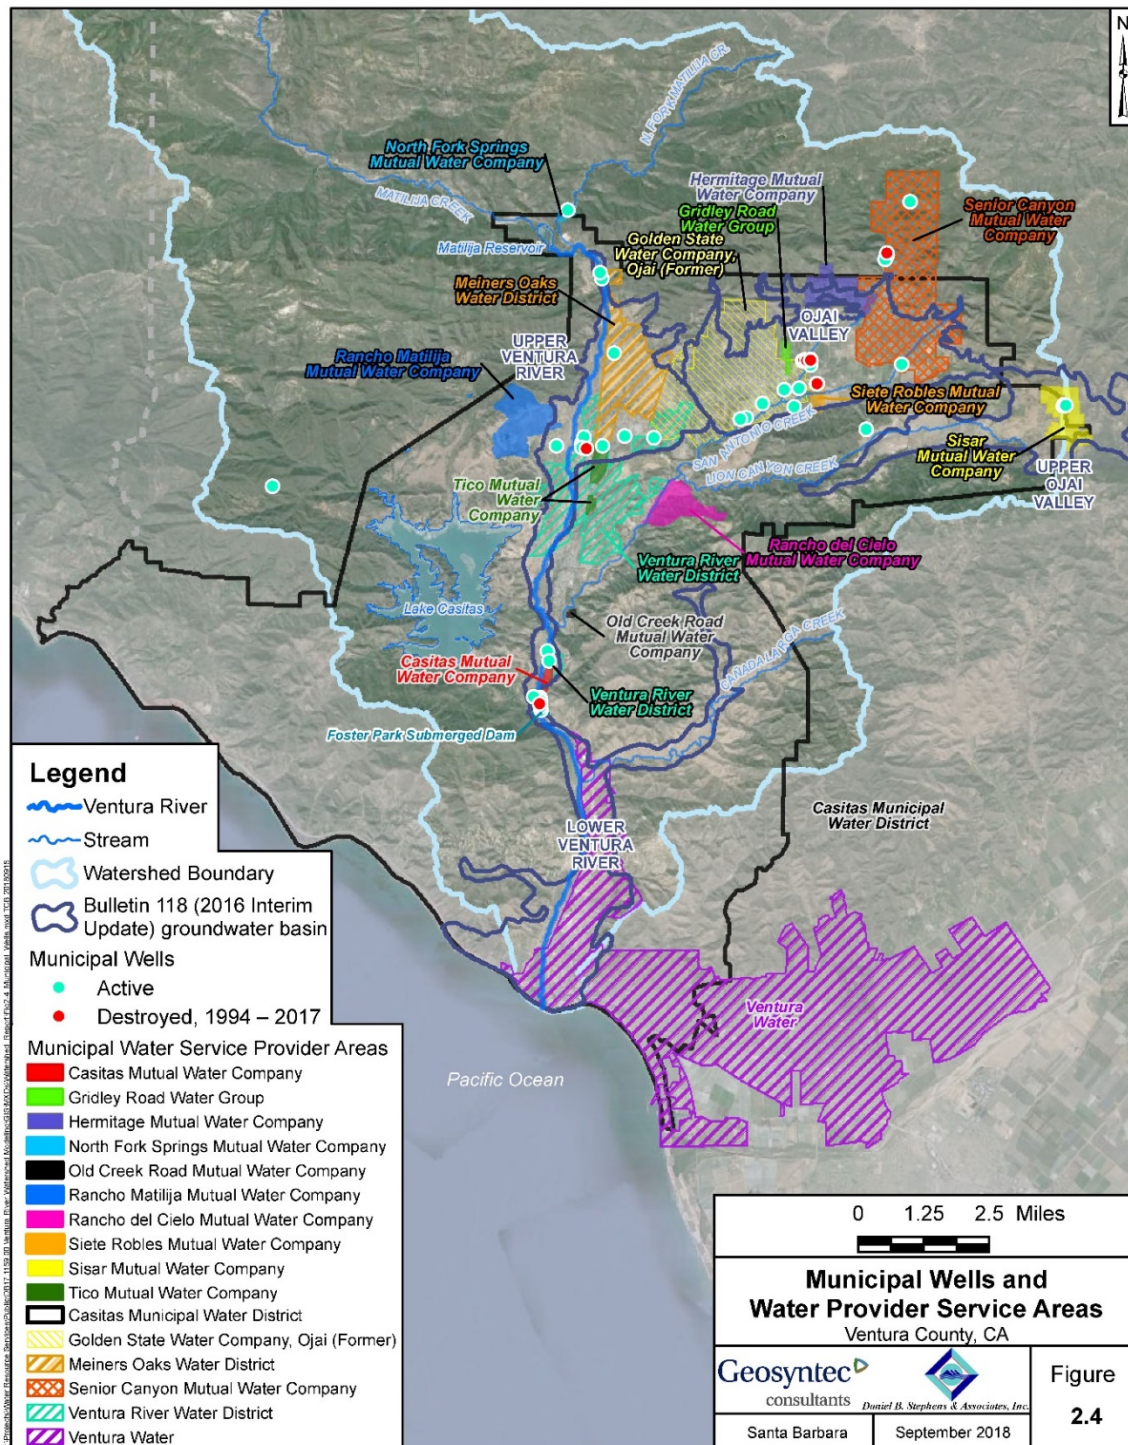 N
N. FORK MATILIJA CR.
North Fork Springs
Mutual Water Company
MATILIJA CREEK
Matilija Reservoir
Hermitage Mutual
Water Company
Gridley Road
Water Group
Senior Canyon
Mutual Water
Company
Golden State
Water Company,
Ojai (Former)
Meiners Oaks
Water District
OJAI
VALLEY
UPPER
VENTURA
RIVER
Rancho Matilija
Mutual Water Company
Siete Robles Mutual
Water Company
SAN ANTONIO CREEK
LION CANYON CREEK
Sisar
Mutual Water
Company
UPPER
OJAI
VALLEY
Tico Mutual
Water
Company
Rancho del Cielo
Mutual Water Company
Ventura River
Water District
Lake Casitas
Old Creek Road
Mutual Water
Company
CANADA LARGA CREEK
Casitas Mutual
Water Company
Ventura River
Water District
Foster Park Submerged Dam
Casitas Municipal
Water District
LOWER
VENTURA
RIVER
Ventura
Water
Pacific Ocean
Legend
Ventura River
Stream
Watershed Boundary
Bulletin 118 (2016 Interim
Update) groundwater basin
Municipal Wells
Active
Destroyed, 1994 – 2017
Municipal Water Service Provider Areas
Casitas Mutual Water Company
Gridley Road Water Group
Hermitage Mutual Water Company
North Fork Springs Mutual Water Company
Old Creek Road Mutual Water Company
Rancho Matilija Mutual Water Company
Rancho del Cielo Mutual Water Company
Siete Robles Mutual Water Company
Sisar Mutual Water Company
Tico Mutual Water Company
Casitas Municipal Water District
Golden State Water Company, Ojai (Former)
Meiners Oaks Water District
Senior Canyon Mutual Water Company
Ventura River Water District
Ventura Water
0 1.25 2.5 Miles
Municipal Wells and
Water Provider Service Areas
Ventura County, CA
Geosyntec
consultants
Daniel B. Stephens & Associates, Inc.
Santa Barbara
September 2018
Figure
2.4